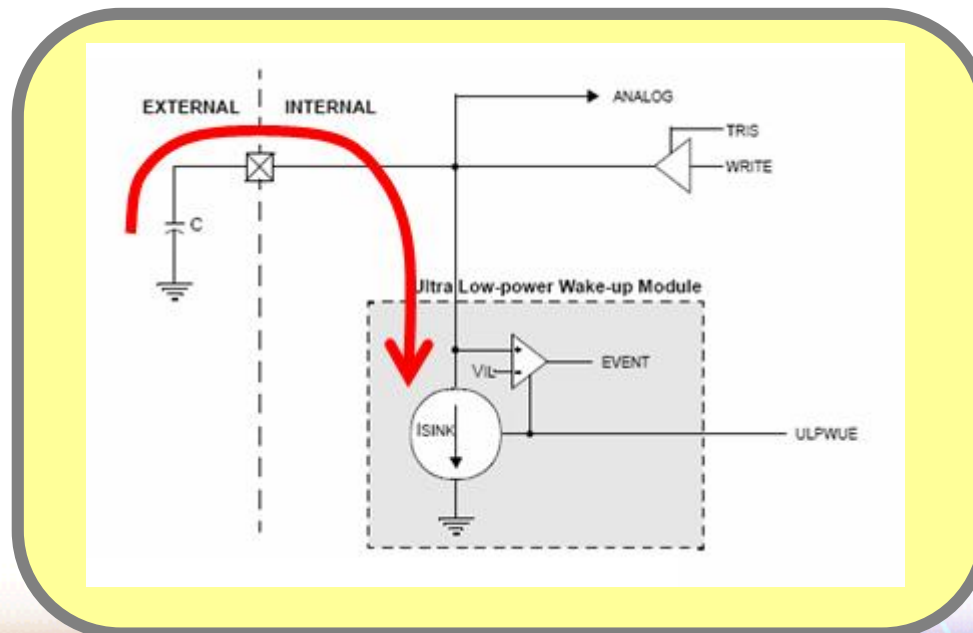 EXTERNAL INTERNAL
ANALOG
TRIS
WRITE
C
Ultra Low-power Wake-up Module
+
VIL -
EVENT
ISINK
ULPWUE